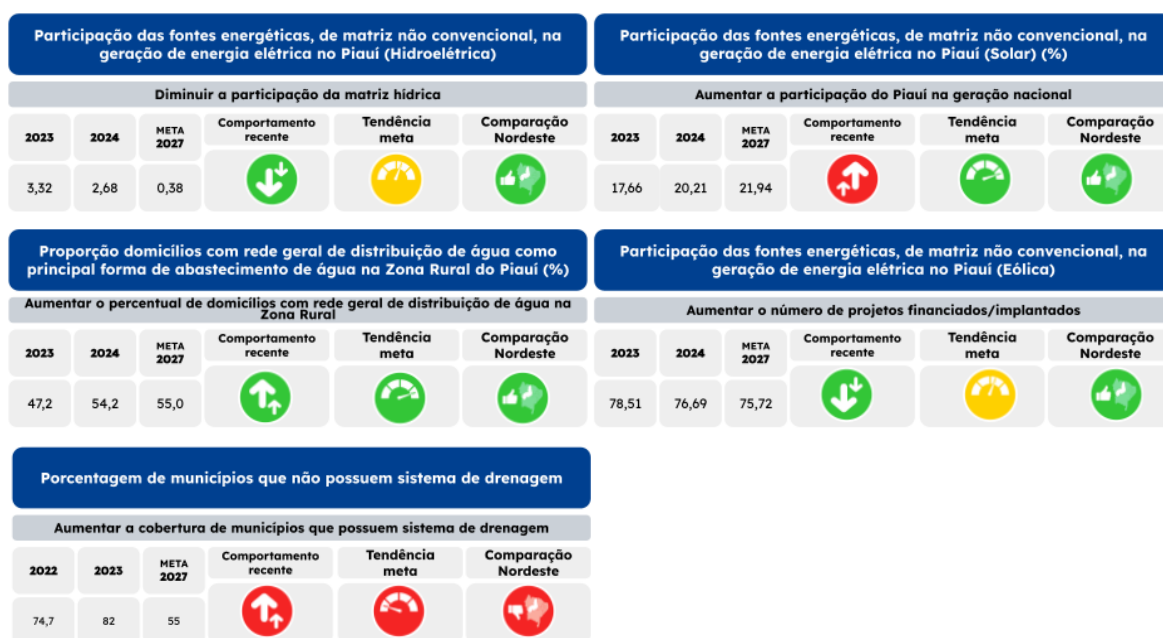 Participação das fontes energéticas, de matriz não convencional, na
geração de energia elétrica no Piauí (Hidroelétrica)
Diminuir a participação da matriz hídrica
2023 2024 META 2027 Comportamento recente Tendência meta Comparação Nordeste
3,32 2,68 0,38
Participação das fontes energéticas, de matriz não convencional, na
geração de energia elétrica no Piauí (Solar) (%)
Aumentar a participação do Piauí na geração nacional
2023 2024 META 2027 Comportamento recente Tendência meta Comparação Nordeste
17,66 20,21 21,94
Proporção domicílios com rede geral de distribuição de água como
principal forma de abastecimento de água na Zona Rural do Piauí (%)
Aumentar o percentual de domicílios com rede geral de distribuição de água na
Zona Rural
2023 2024 META 2027 Comportamento recente Tendência meta Comparação Nordeste
47,2 54,2 55,0
Participação das fontes energéticas, de matriz não convencional, na
geração de energia elétrica no Piauí (Eólica)
Aumentar o número de projetos financiados/implantados
2023 2024 META 2027 Comportamento recente Tendência meta Comparação Nordeste
78,51 76,69 75,72
Porcentagem de municípios que não possuem sistema de drenagem
Aumentar a cobertura de municípios que possuem sistema de drenagem
2022 2023 META 2027 Comportamento recente Tendência meta Comparação Nordeste
74,7 82 55